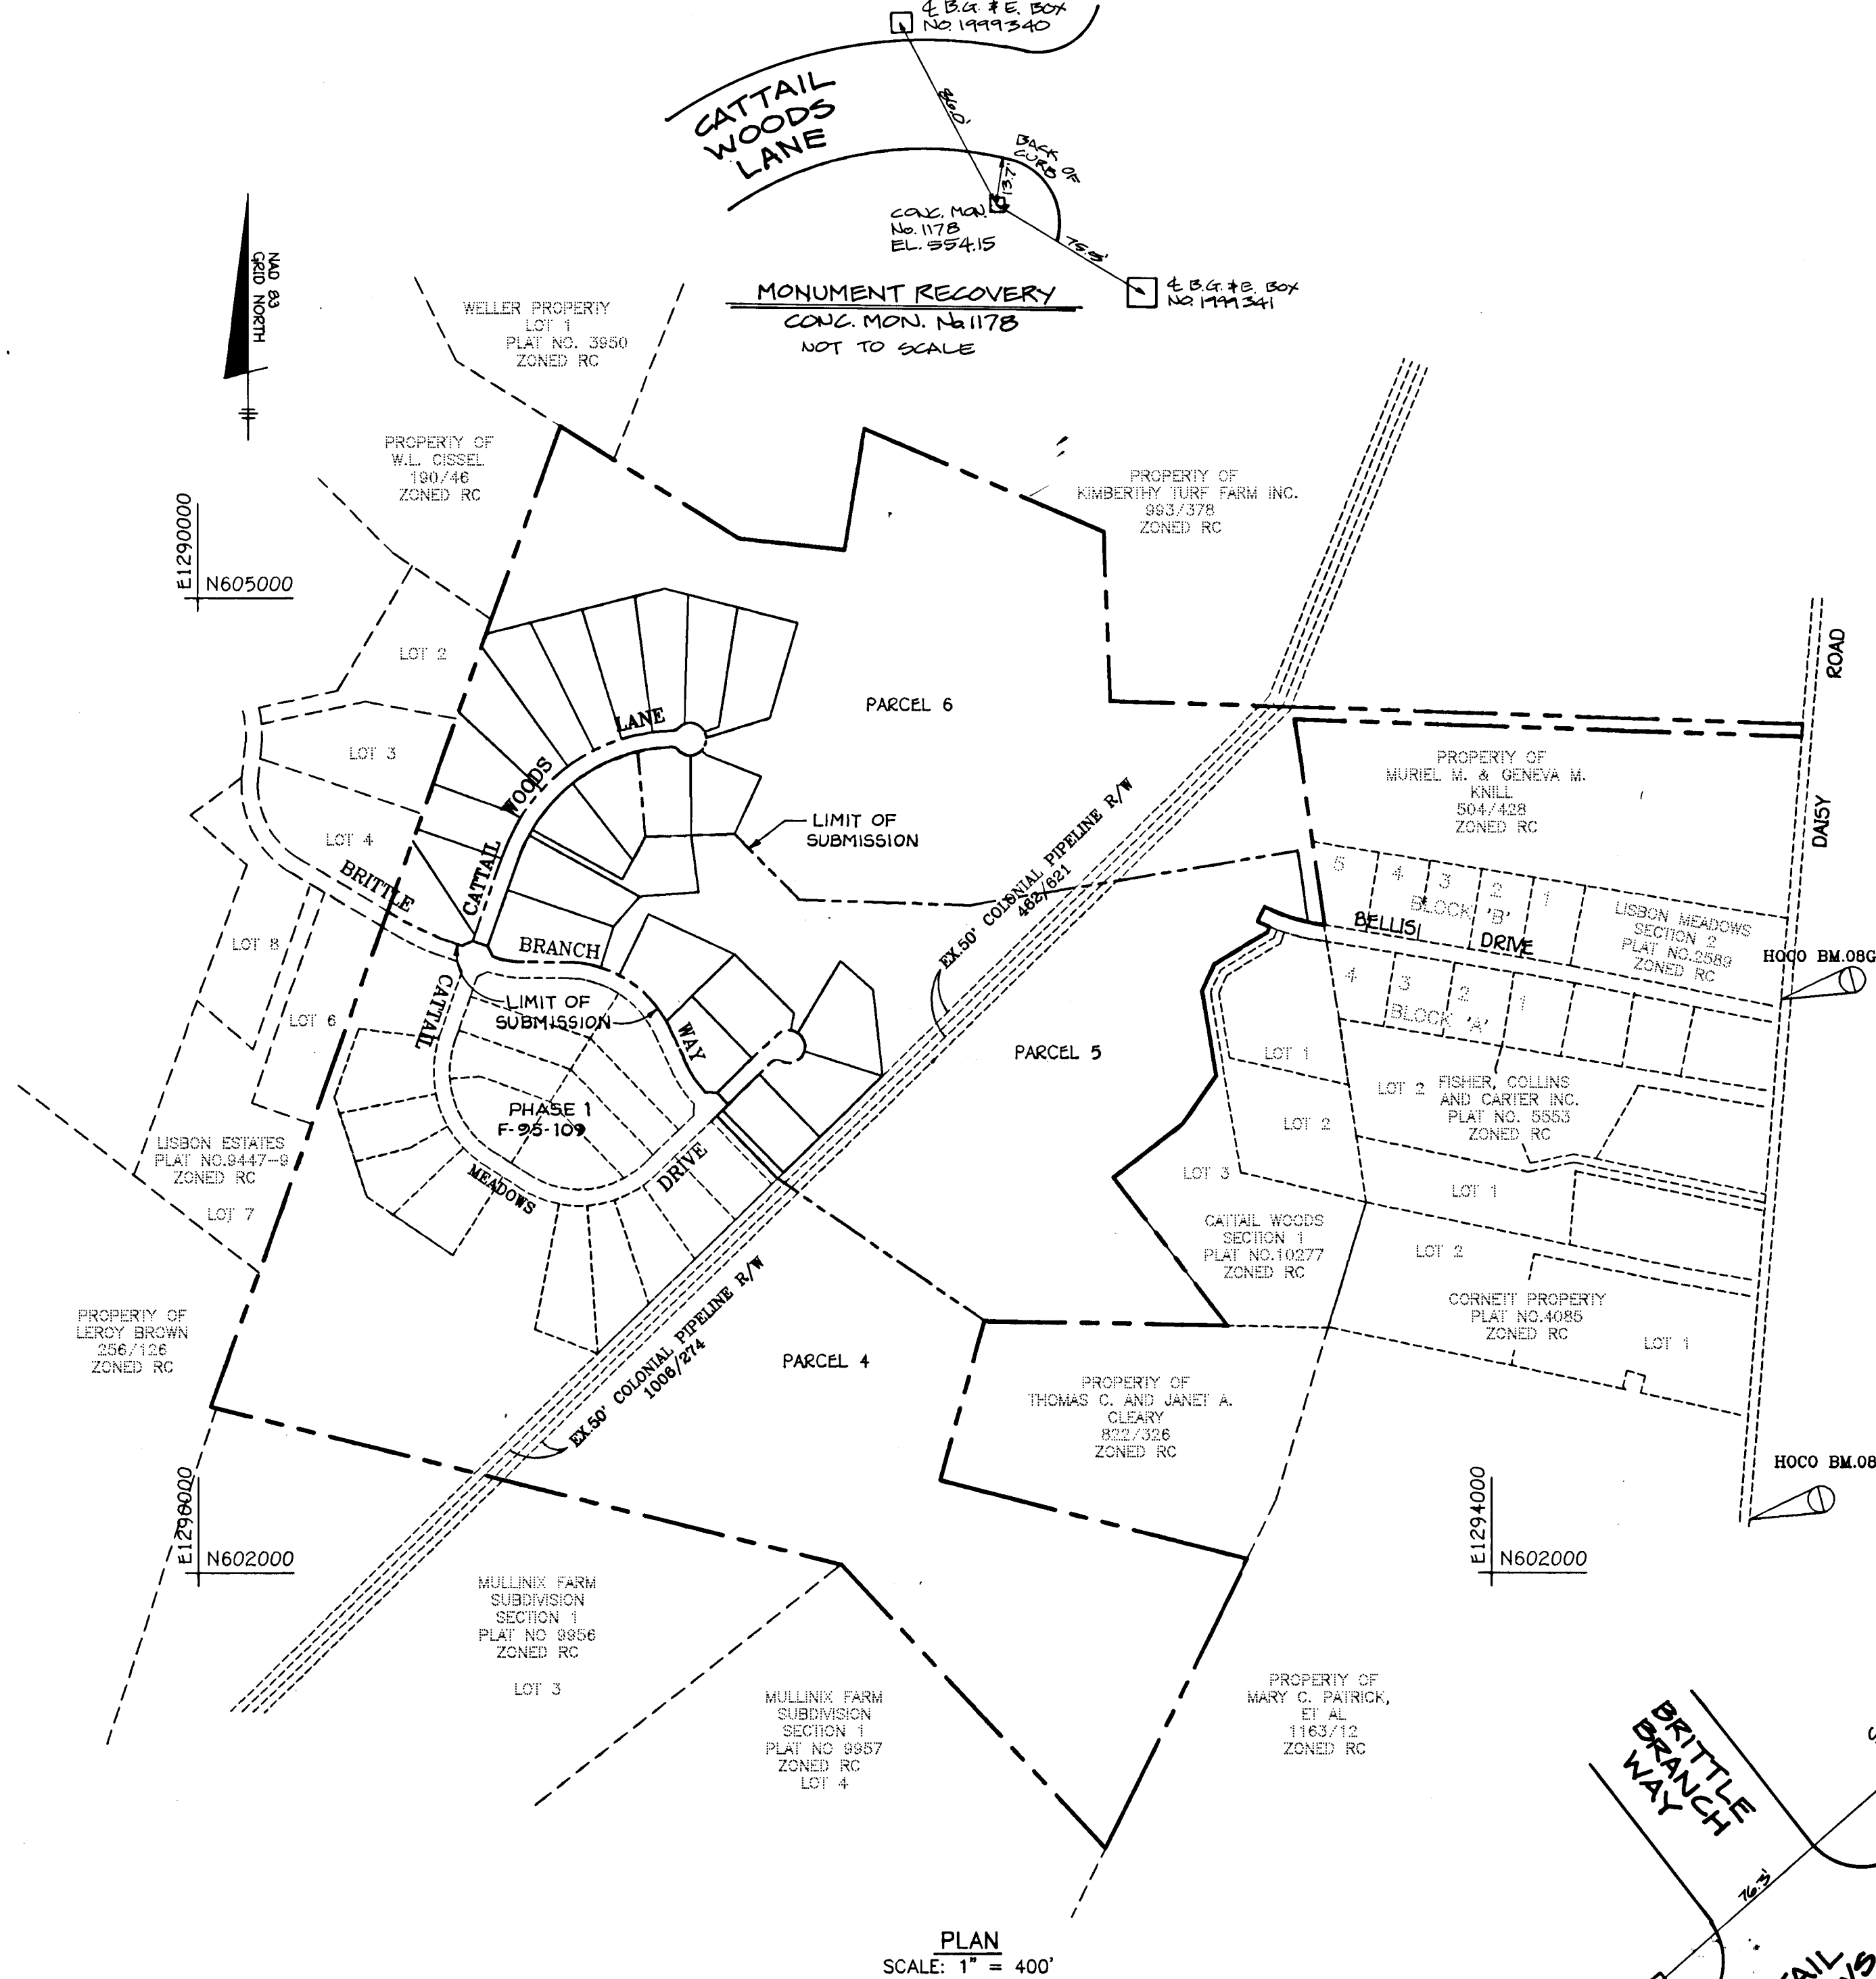 ℄ B.G. & E. BOX
NO. 1999340
CATTAIL
WOODS
LANE
86.0'
BACK OF
CURB
13.7'
CONC. MON.
No. 1178
EL. 554.15
75.5'
℄ B.G. & E. BOX
NO. 1999341
MONUMENT RECOVERY
CONC. MON. No. 1178
NOT TO SCALE
NAD 83
GRID NORTH
WELLER PROPERTY
LOT 1
PLAT NO. 3950
ZONED RC
PROPERTY OF
W.L. CISSEL
190/46
ZONED RC
PROPERTY OF
KIMBERTHY TURF FARM INC.
993/378
ZONED RC
E1290000
N605000
LOT 2
LOT 3
LOT 4
LOT 8
LOT 6
LOT 7
PARCEL 6
CATTAIL WOODS LANE
LIMIT OF
SUBMISSION
EX.50' COLONIAL PIPELINE R/W
462/621
DAISY ROAD
PROPERTY OF
MURIEL M. & GENEVA M.
KNILL
504/428
ZONED RC
5
4
3
2
1
BLOCK 'B'
LISBON MEADOWS
SECTION 2
PLAT NO.2589
ZONED RC
BELLIS DRIVE
HOCO BM.08G
4
3
2
1
BLOCK 'A'
BRITTLE BRANCH WAY
LIMIT OF
SUBMISSION
CATTAIL MEADOWS DRIVE
PHASE 1
F-95-109
PARCEL 5
LOT 1
LOT 2
LOT 3
LOT 2
FISHER, COLLINS
AND CARTER INC.
PLAT NO. 5553
ZONED RC
LOT 1
LISBON ESTATES
PLAT NO.9447-9
ZONED RC
CATTAIL WOODS
SECTION 1
PLAT NO.10277
ZONED RC
LOT 2
CORNETT PROPERTY
PLAT NO.4085
ZONED RC
LOT 1
PROPERTY OF
LEROY BROWN
256/126
ZONED RC
EX.50' COLONIAL PIPELINE R/W
1006/274
PARCEL 4
PROPERTY OF
THOMAS C. AND JANET A.
CLEARY
822/326
ZONED RC
HOCO BM.08
E1290000
N602000
E1294000
N602000
MULLINIX FARM
SUBDIVISION
SECTION 1
PLAT NO 9956
ZONED RC
LOT 3
MULLINIX FARM
SUBDIVISION
SECTION 1
PLAT NO 9957
ZONED RC
LOT 4
PROPERTY OF
MARY C. PATRICK,
ET AL
1163/12
ZONED RC
BRITTLE
BRANCH
WAY
76.3'
PLAN
SCALE: 1" = 400'